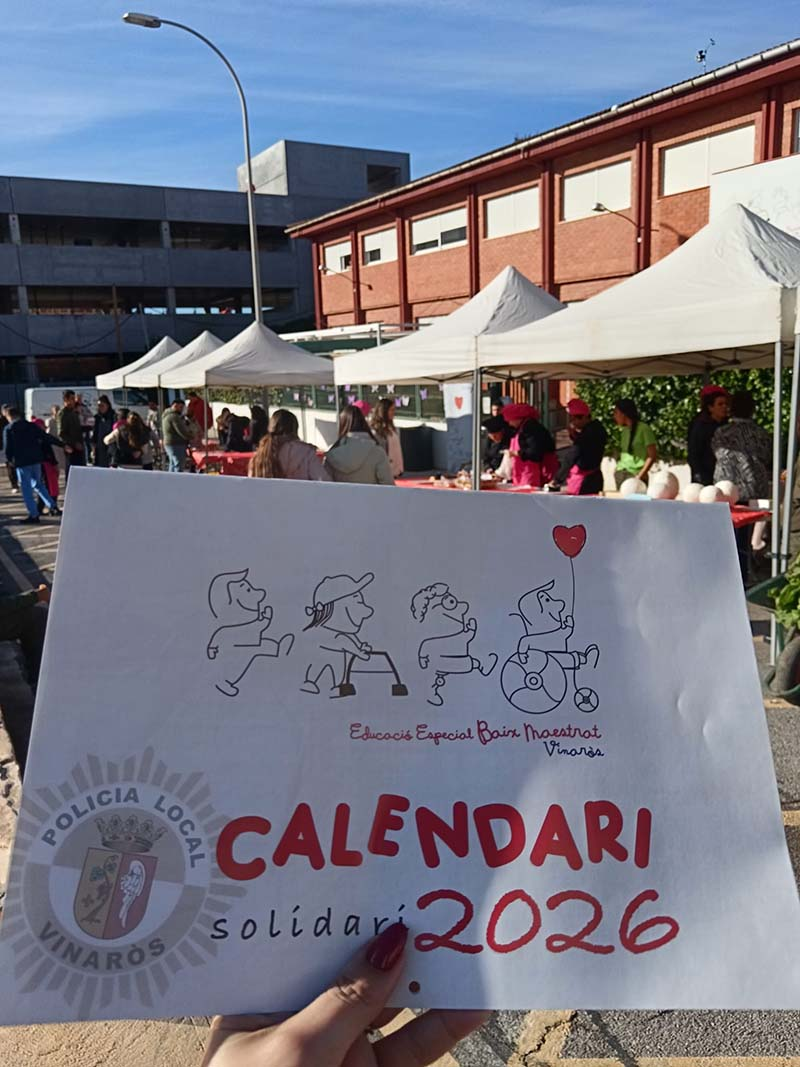 Educació Especial Baix Maestrat
Vinaròs
POLICIA LOCAL
VINARÒS
CALENDARI
solidari 2026